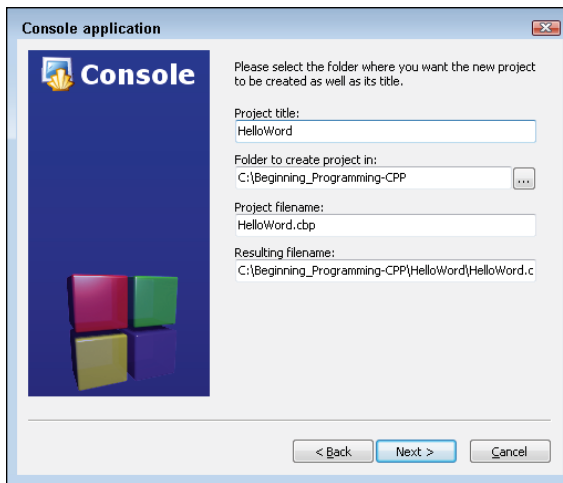 Console application
Console
Please select the folder where you want the new project
to be created as well as its title.
Project title:
HelloWord
Folder to create project in:
C:\Beginning_Programming-CPP
...
Project filename:
HelloWord.cbp
Resulting filename:
C:\Beginning_Programming-CPP\HelloWord\HelloWord.c
< Back
Next >
Cancel